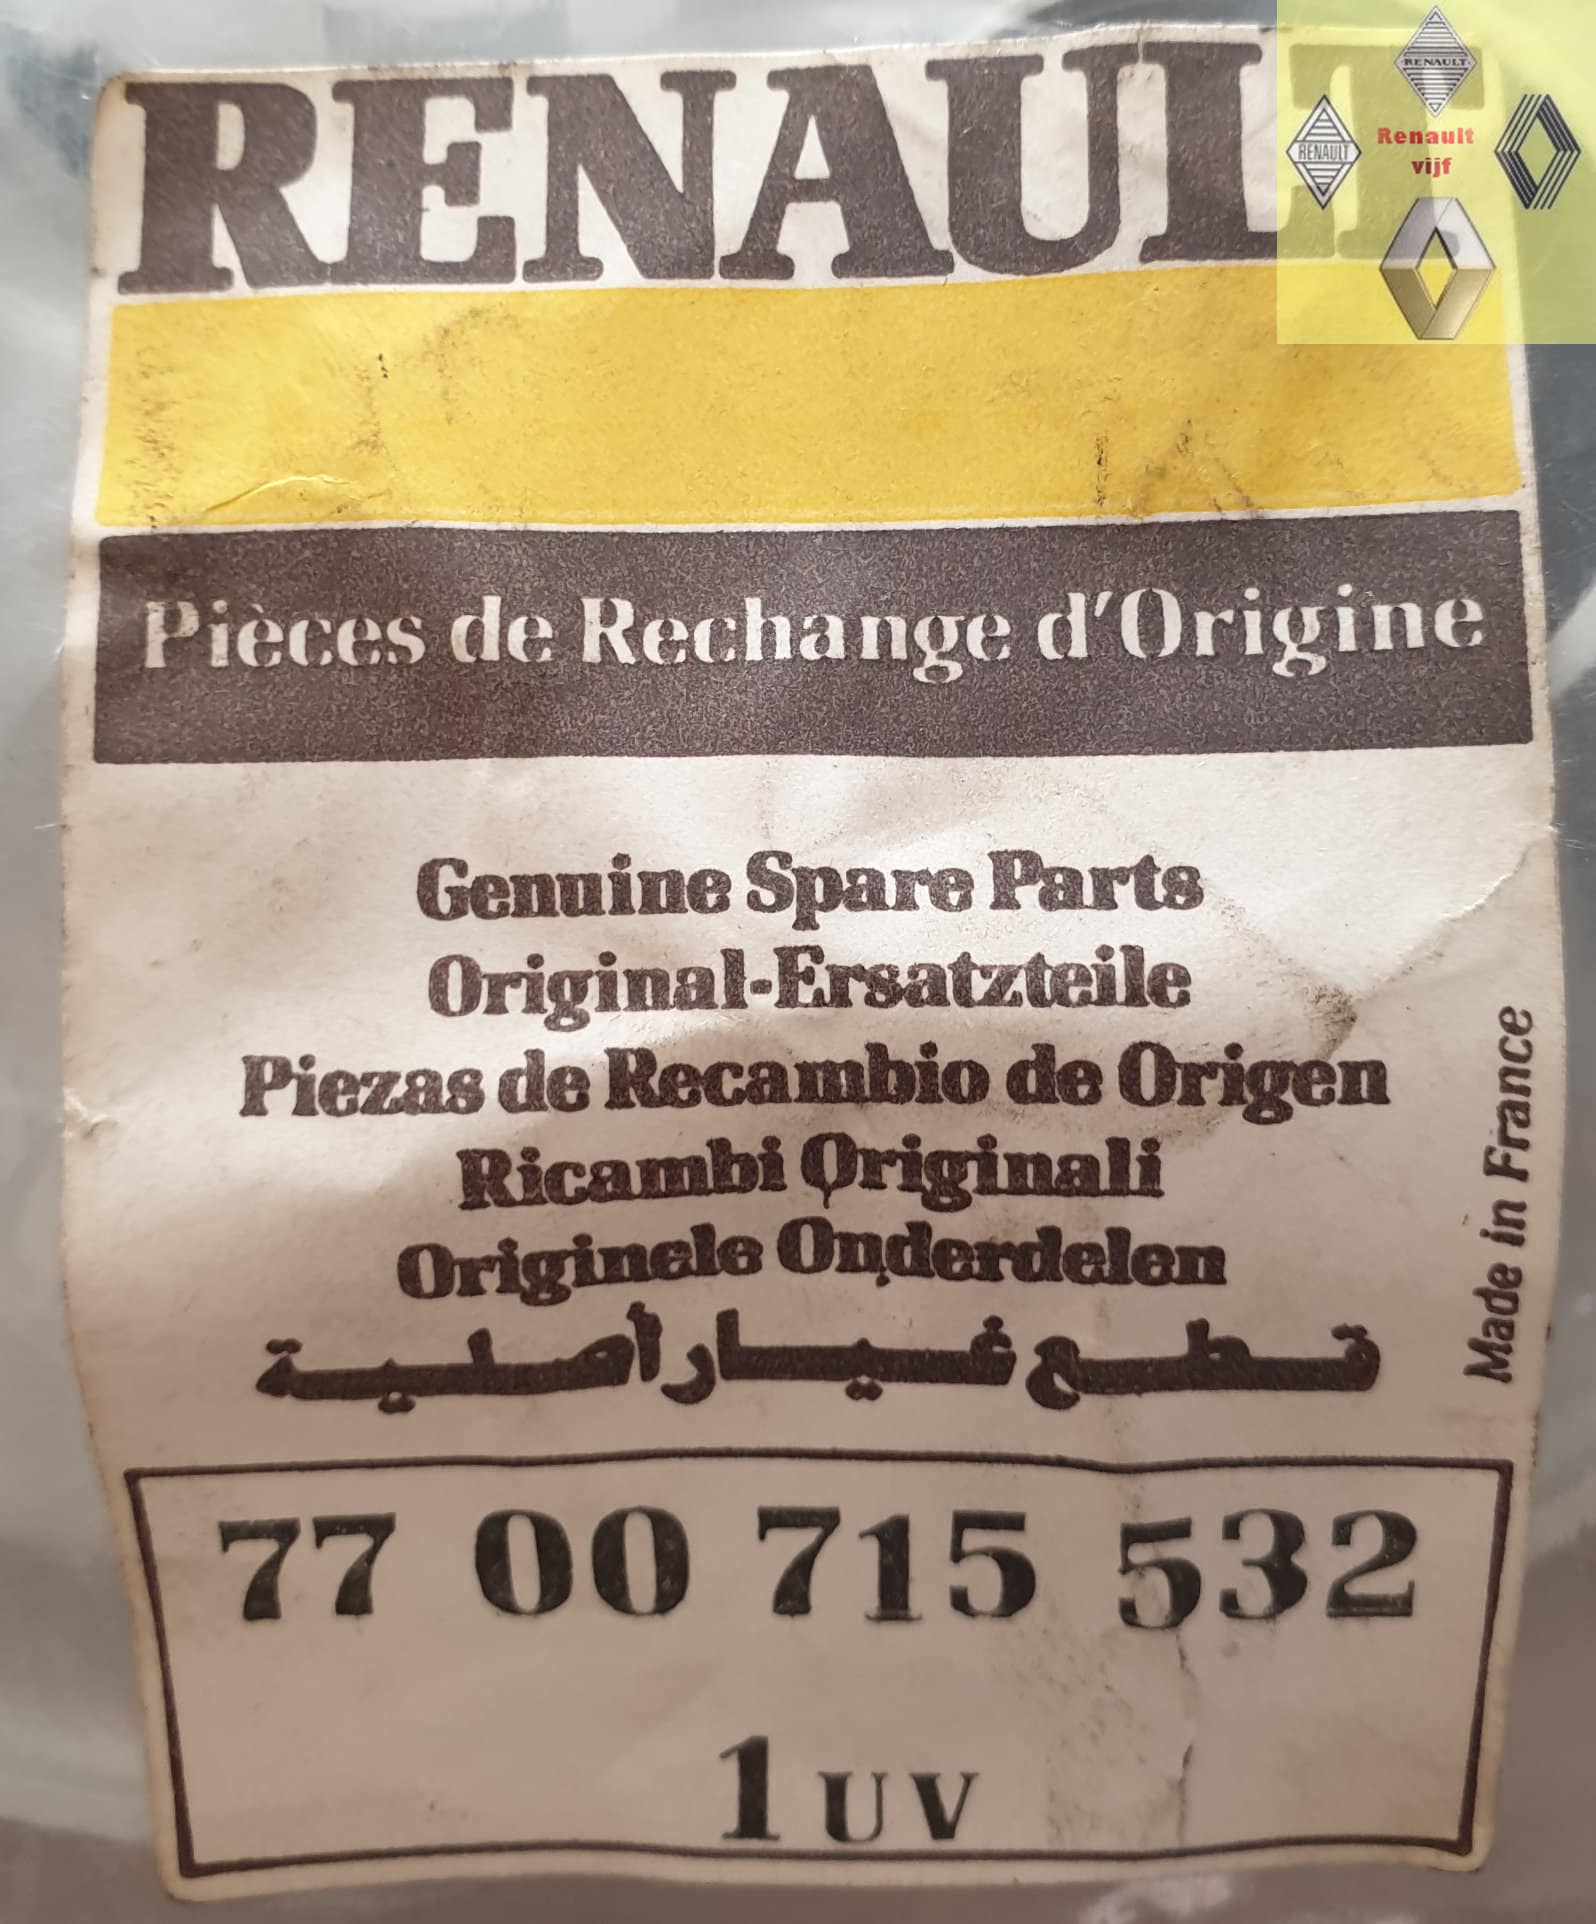 RENAULT
RENAULT
RENAULT
Renault
vijf
Pièces de Rechange d'Origine
Genuine Spare Parts
Original-Ersatzteile
Piezas de Recambio de Origen
Ricambi Originali
Originele Onderdelen
قطع غيار أصلية
Made in France
77 00 715 532
1 UV